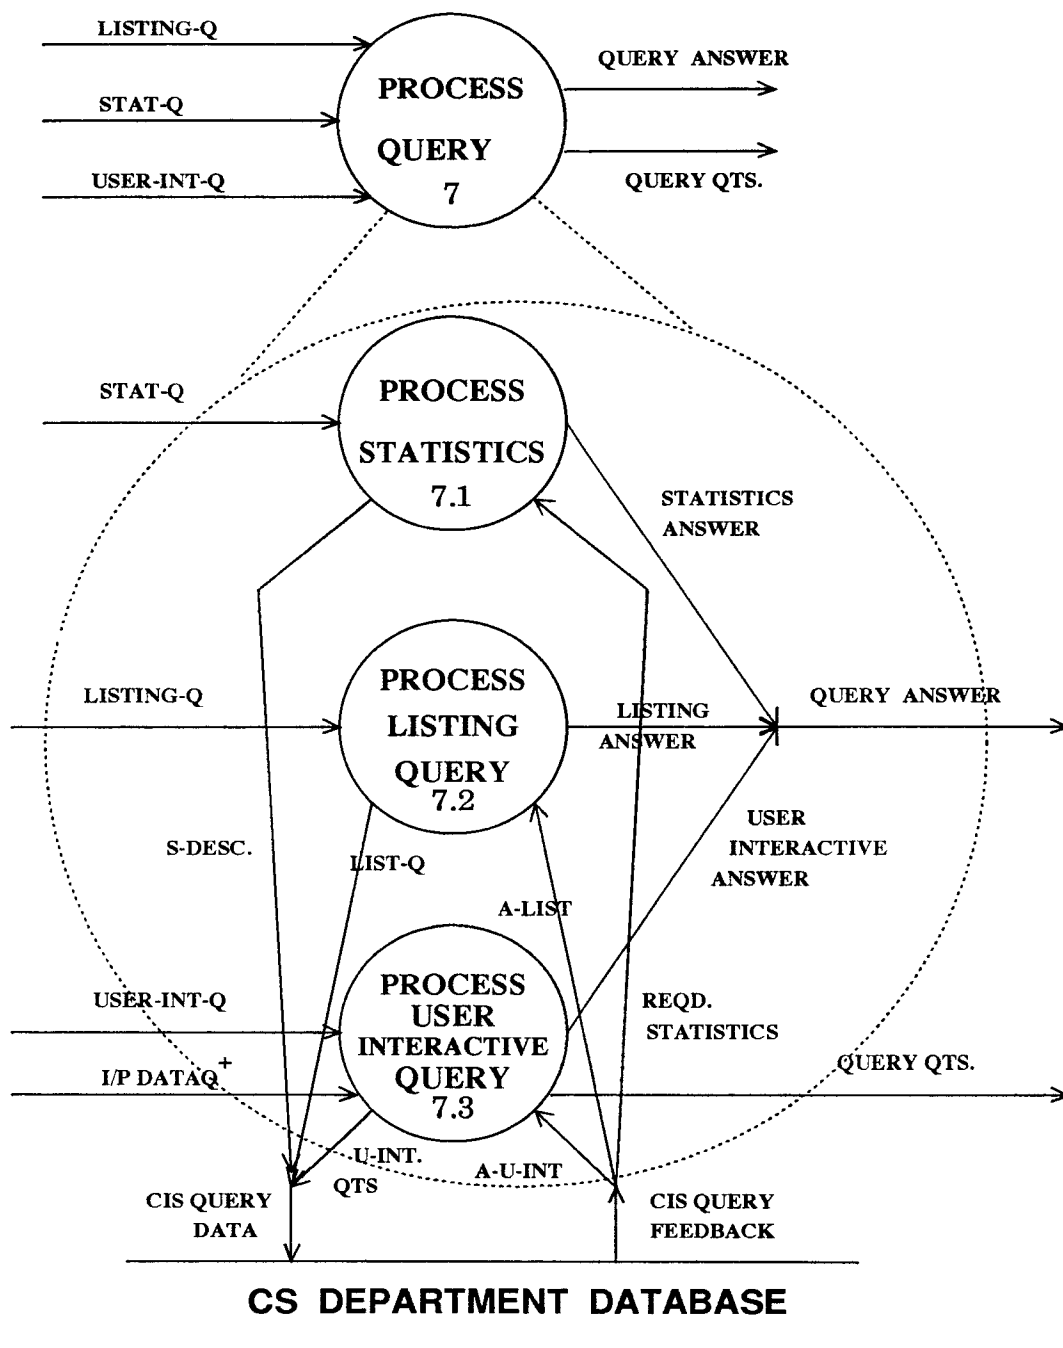 LISTING-Q
STAT-Q
USER-INT-Q
PROCESS
QUERY
7
QUERY ANSWER
QUERY QTS.
STAT-Q
PROCESS
STATISTICS
7.1
STATISTICS
ANSWER
LISTING-Q
PROCESS
LISTING
QUERY
7.2
LISTING
ANSWER
QUERY ANSWER
S-DESC.
LIST-Q
A-LIST
USER
INTERACTIVE
ANSWER
USER-INT-Q
I/P DATAQ+
PROCESS
USER
INTERACTIVE
QUERY
7.3
REQD.
STATISTICS
QUERY QTS.
U-INT.
QTS
A-U-INT
CIS QUERY
DATA
CIS QUERY
FEEDBACK
CS DEPARTMENT DATABASE